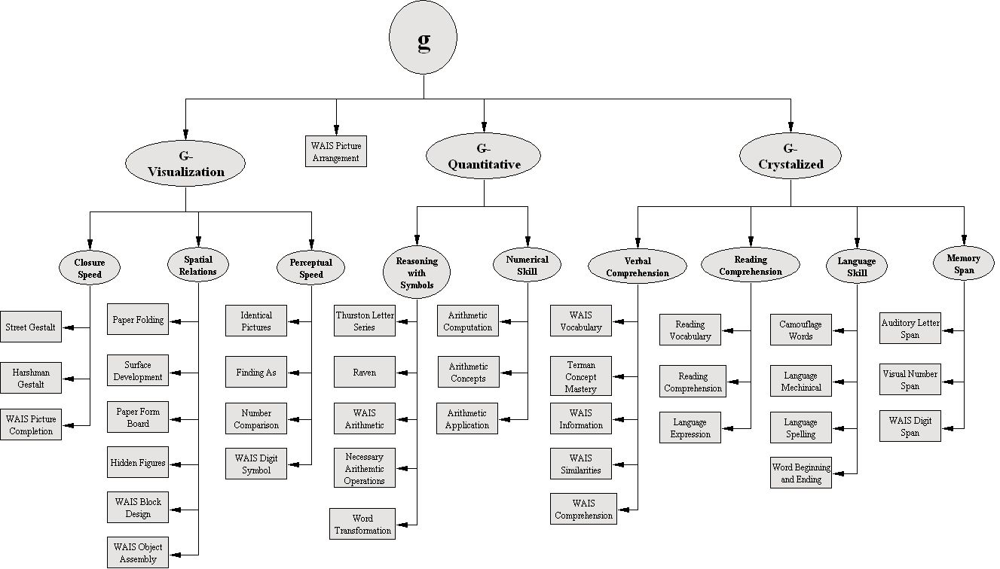 g
G-
Visualization
WAIS Picture
Arrangement
G-
Quantitative
G-
Crystalized
Closure
Speed
Street Gestalt
Harshman
Gestalt
WAIS Picture
Completion
Spatial
Relations
Paper Folding
Surface
Development
Paper Form
Board
Hidden Figures
WAIS Block
Design
WAIS Object
Assembly
Perceptual
Speed
Identical
Pictures
Finding As
Number
Comparison
WAIS Digit
Symbol
Reasoning
with
Symbols
Thurston Letter
Series
Raven
WAIS
Arithmetic
Necessary
Arithemtic
Operations
Word
Transformation
Numerical
Skill
Arithmetic
Computation
Arithmetic
Concepts
Arithmetic
Application
Verbal
Comprehension
WAIS
Vocabulary
Terman
Concept
Mastery
WAIS
Information
WAIS
Similarities
WAIS
Comprehension
Reading
Comprehension
Reading
Vocabulary
Reading
Comprehension
Language
Expression
Language
Skill
Camouflage
Words
Language
Mechinical
Language
Spelling
Word Beginning
and Ending
Memory
Span
Auditory Letter
Span
Visual Number
Span
WAIS Digit
Span